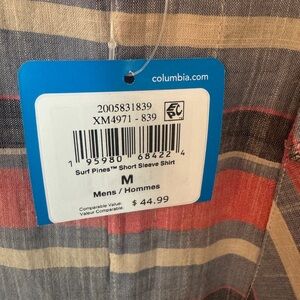 columbia.com
2005831839
XM4971 - 839
1 95980 68422 4
Surf Pines™ Short Sleeve Shirt
M
Mens / Hommes
Comparable Value:
Valeur Comparable: $ 44.99